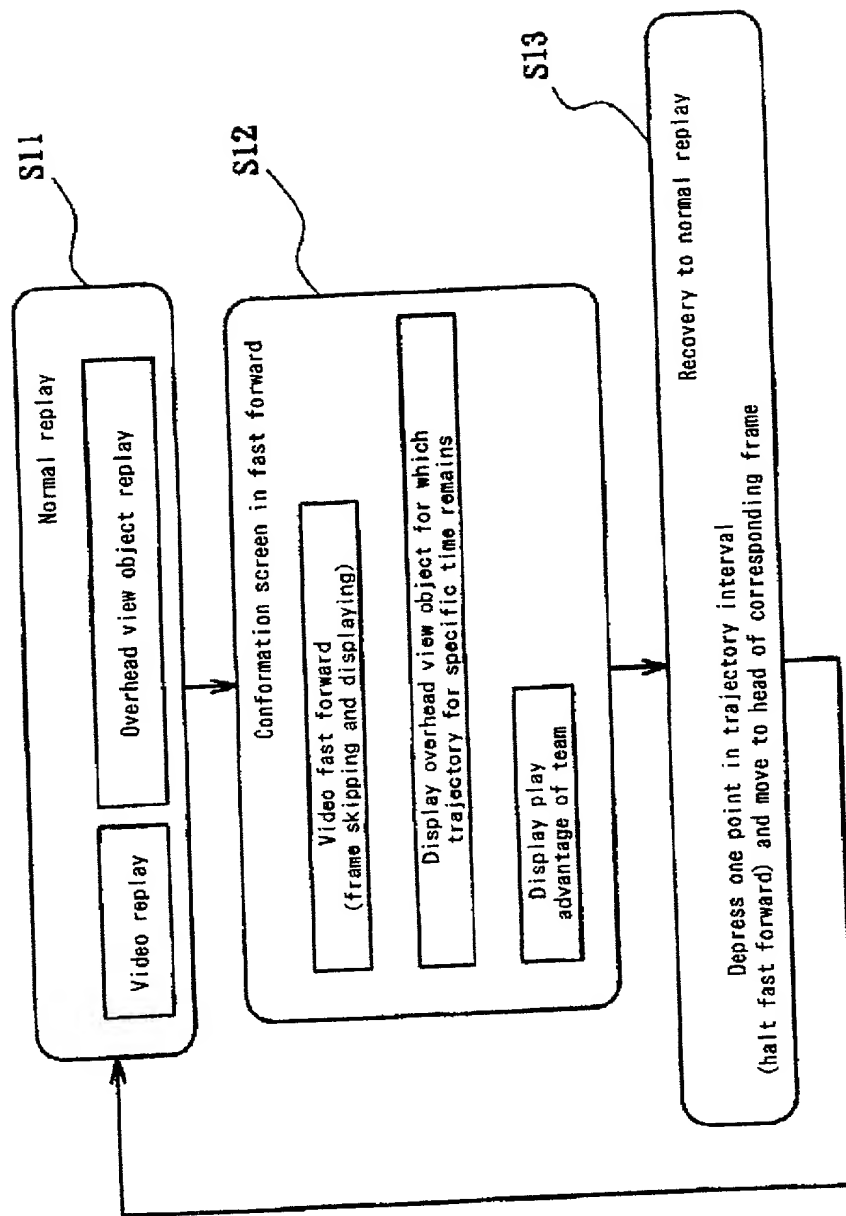 S11
Normal replay
Video replay
Overhead view object replay
S12
Conformation screen in fast forward
Video fast forward
(frame skipping and displaying)
Display overhead view object for which
trajectory for specific time remains
Display play
advantage of team
S13
Recovery to normal replay
Depress one point in trajectory interval
(halt fast forward) and move to head of corresponding frame